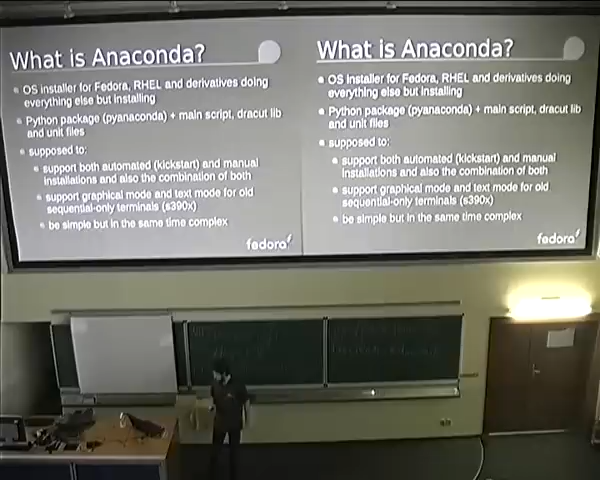 What is Anaconda?
OS installer for Fedora, RHEL and derivatives doing
everything else but installing
Python package (pyanaconda) + main script, dracut lib
and unit files
supposed to:
support both automated (kickstart) and manual
installations and also the combination of both
support graphical mode and text mode for old
sequential-only terminals (s390x)
be simple but in the same time complex
fedora
What is Anaconda?
OS installer for Fedora, RHEL and derivatives doing
everything else but installing
Python package (pyanaconda) + main script, dracut lib
and unit files
supposed to:
support both automated (kickstart) and manual
installations and also the combination of both
support graphical mode and text mode for old
sequential-only terminals (s390x)
be simple but in the same time complex
fedora